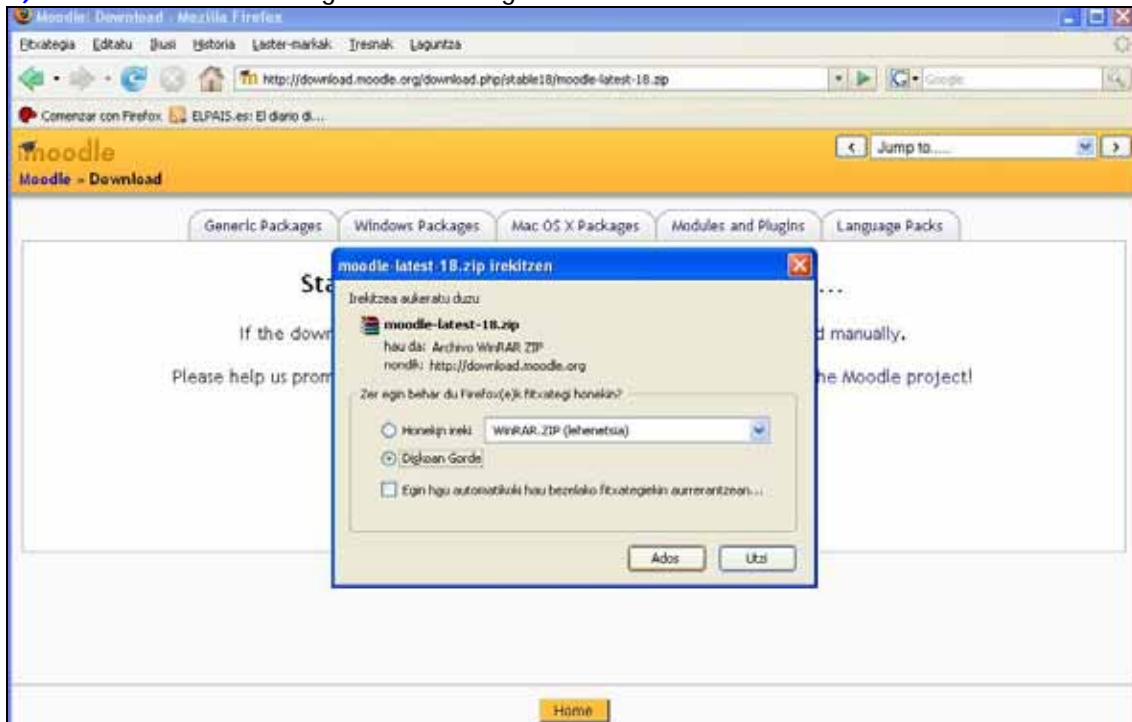 Moodle: Download - Mozilla Firefox
Fitxategia Editatu Ikusi Historia Laster-markak Tresnak Laguntza
http://download.moodle.org/download.php/stable18/moodle-latest-18.zip
Google
Comenzar con Firefox ELPAIS.es: El diario di...
moodle
Jump to.....
Moodle » Download
Generic Packages Windows Packages Mac OS X Packages Modules and Plugins Language Packs
moodle-latest-18.zip irekitzen
Sta ...
Irekitzea aukeratu duzu
moodle-latest-18.zip
If the down d manually.
hau da: Archivo WinRAR ZIP
nondik: http://download.moodle.org
Please help us prom he Moodle project!
Zer egin behar du Firefox(e)k fitxategi honekin?
Honekin ireki WinRAR.ZIP (lehenetsia)
Diskoan Gorde
Egin hau automatikoki hau bezelako fitxategiekin aurrerantzean...
Ados Utzi
Home